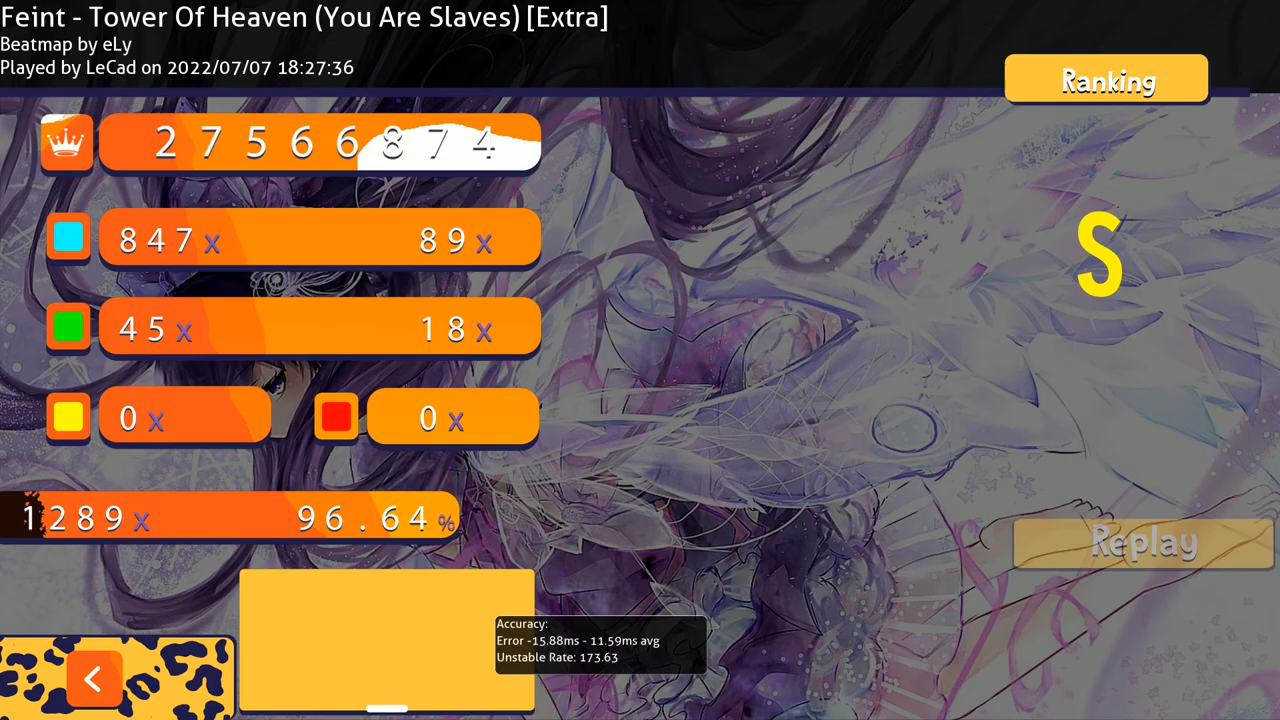 Feint - Tower Of Heaven (You Are Slaves) [Extra]
Beatmap by eLy
Played by LeCad on 2022/07/07 18:27:36
Ranking
27566874
847x 89x
S
45x 18x
0x 0x
1289x 96.64%
Replay
Accuracy:
Error -15.88ms - 11.59ms avg
Unstable Rate: 173.63